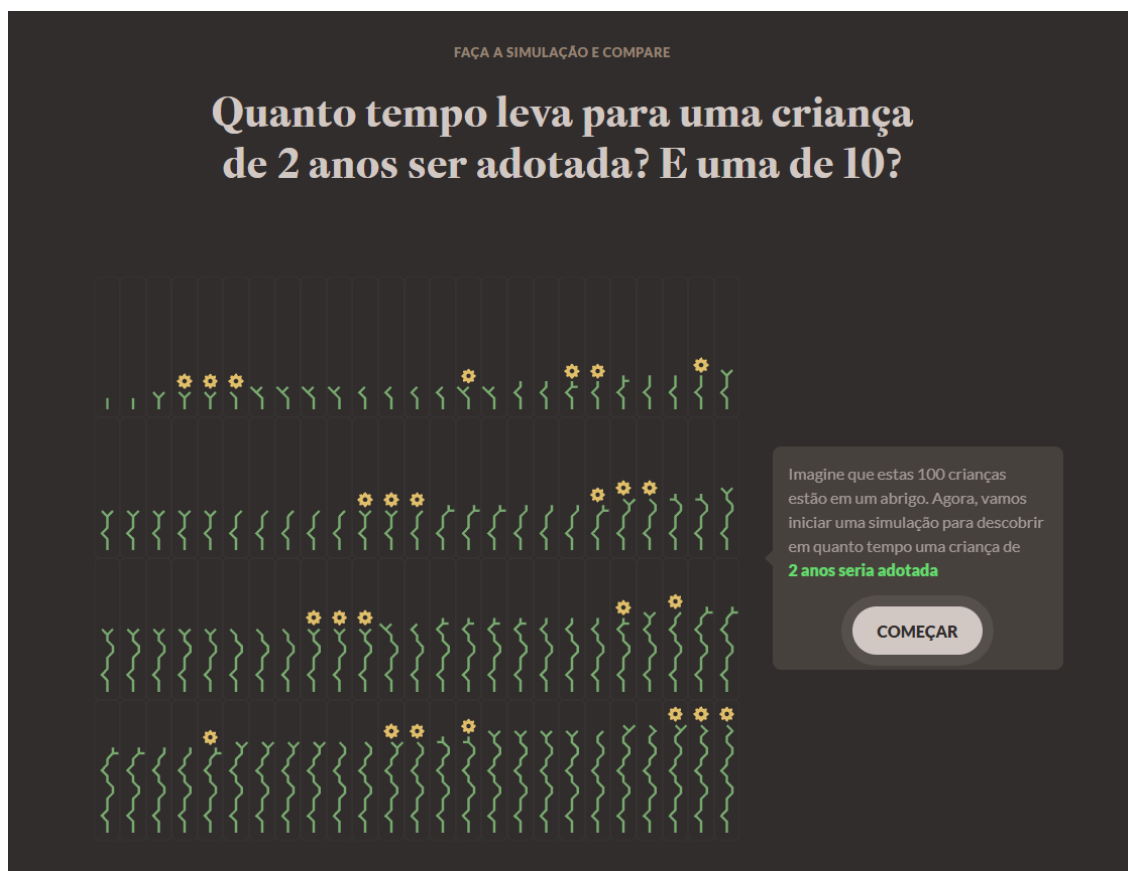 FAÇA A SIMULAÇÃO E COMPARE
Quanto tempo leva para uma criança
de 2 anos ser adotada? E uma de 10?
Imagine que estas 100 crianças
estão em um abrigo. Agora, vamos
iniciar uma simulação para descobrir
em quanto tempo uma criança de
2 anos seria adotada
COMEÇAR